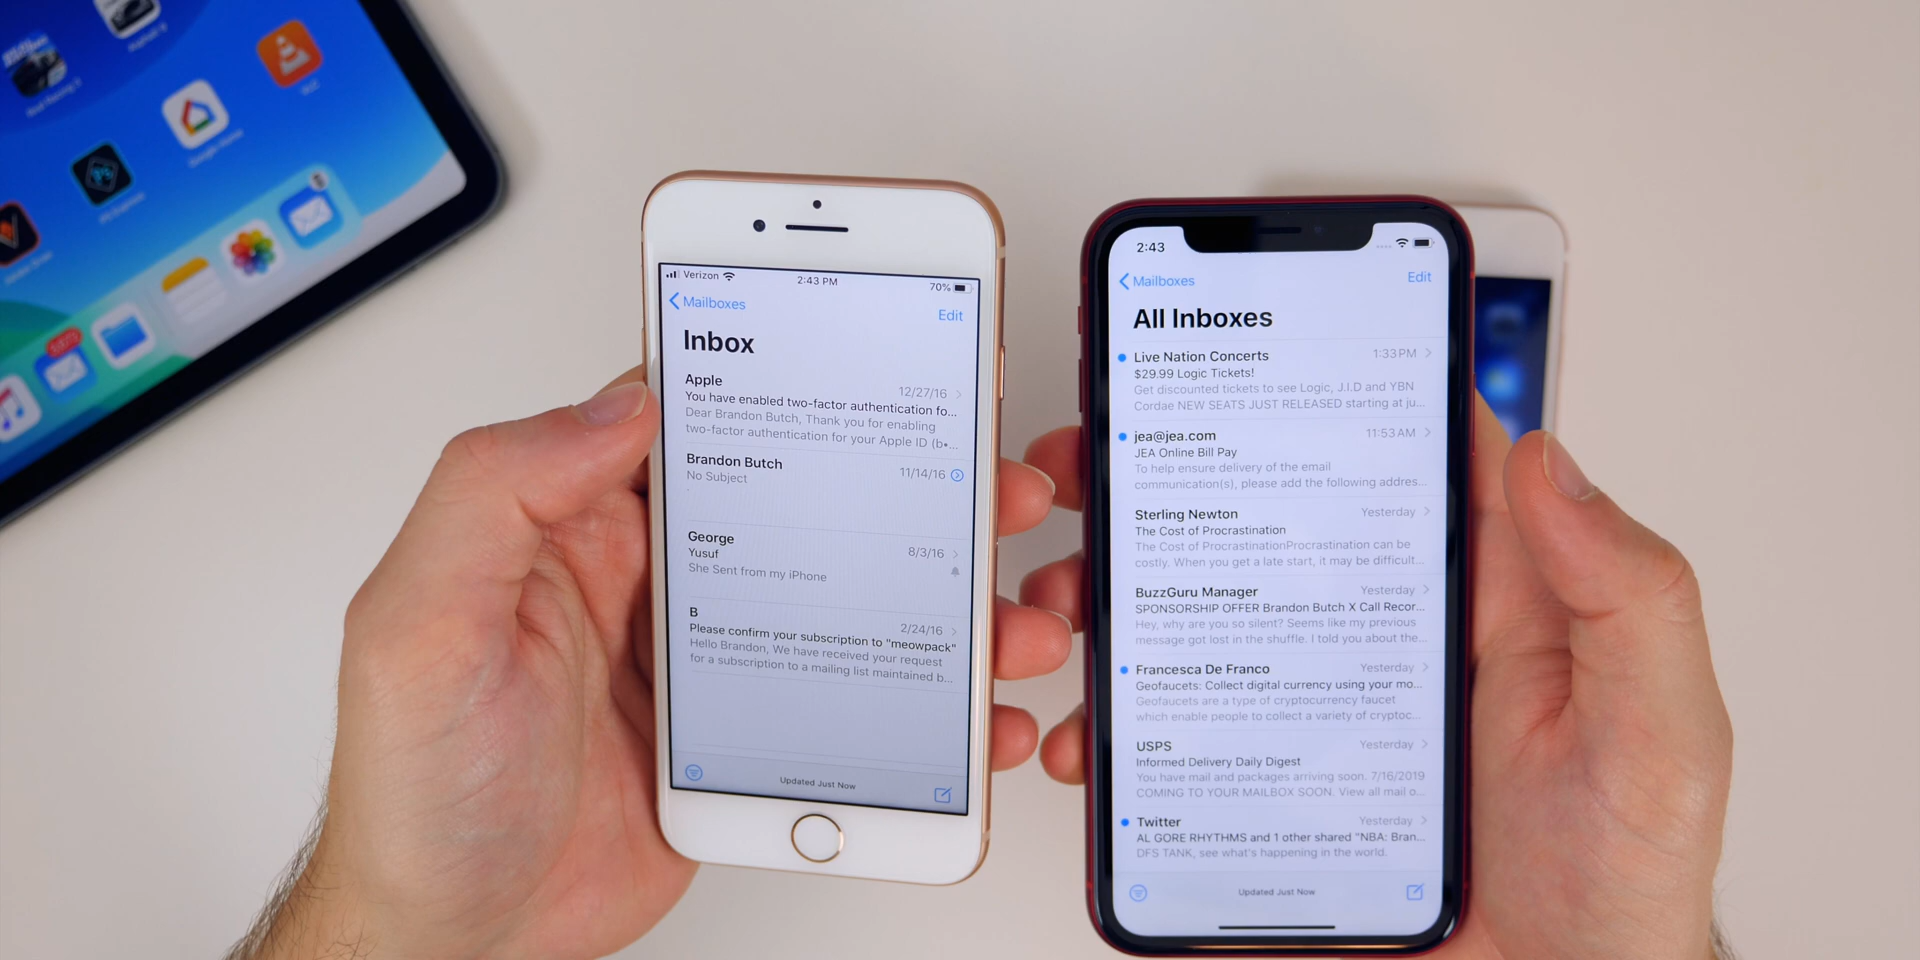 Google Home
VLC
Verizon
2:43 PM
70%
Mailboxes
Edit
Inbox
Apple
12/27/16
You have enabled two-factor authentication fo...
Dear Brandon Butch, Thank you for enabling
two-factor authentication for your Apple ID (b•...
Brandon Butch
11/14/16
No Subject
George
8/3/16
Yusuf
She Sent from my iPhone
B
2/24/16
Please confirm your subscription to "meowpack"
Hello Brandon, We have received your request
for a subscription to a mailing list maintained b...
Updated Just Now
2:43
Mailboxes
Edit
All Inboxes
Live Nation Concerts
1:33 PM
$29.99 Logic Tickets!
Get discounted tickets to see Logic, J.I.D and YBN
Cordae NEW SEATS JUST RELEASED starting at ju...
jea@jea.com
11:53 AM
JEA Online Bill Pay
To help ensure delivery of the email
communication(s), please add the following addres...
Sterling Newton
Yesterday
The Cost of Procrastination
The Cost of ProcrastinationProcrastination can be
costly. When you get a late start, it may be difficult...
BuzzGuru Manager
Yesterday
SPONSORSHIP OFFER Brandon Butch X Call Recor...
Hey, why are you so silent? Seems like my previous
message got lost in the shuffle. I told you about the...
Francesca De Franco
Yesterday
Geofaucets: Collect digital currency using your mo...
Geofaucets are a type of cryptocurrency faucet
which enable people to collect a variety of cryptoc...
USPS
Yesterday
Informed Delivery Daily Digest
You have mail and packages arriving soon. 7/16/2019
COMING TO YOUR MAILBOX SOON. View all mail o...
Twitter
Yesterday
AL GORE RHYTHMS and 1 other shared "NBA: Bran...
DFS TANK, see what's happening in the world.
Updated Just Now